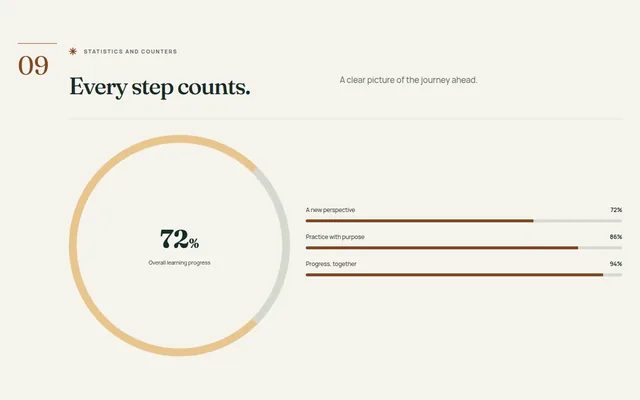 09
STATISTICS AND COUNTERS
Every step counts.
A clear picture of the journey ahead.
72%
Overall learning progress
A new perspective 72%
Practice with purpose 86%
Progress, together 94%